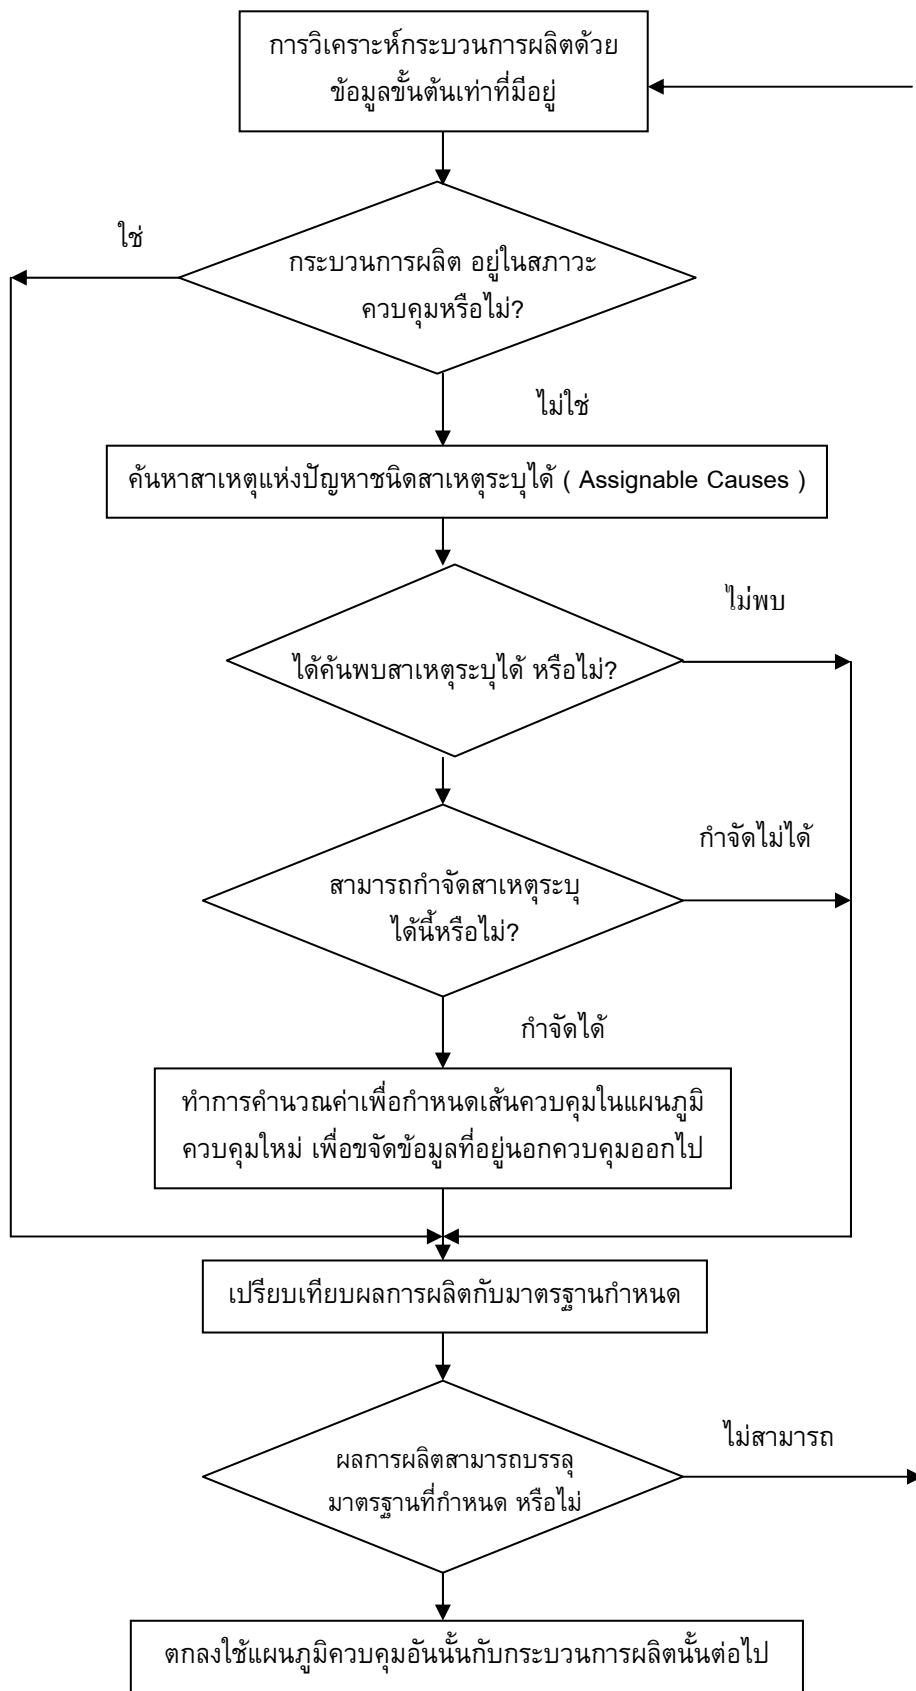 การวิเคราะห์กระบวนการผลิตด้วย
ข้อมูลขั้นต้นเท่าที่มีอยู่
ใช่
กระบวนการผลิต อยู่ในสภาวะ
ควบคุมหรือไม่?
ไม่ใช่
ค้นหาสาเหตุแห่งปัญหาชนิดสาเหตุระบุได้ ( Assignable Causes )
ไม่พบ
ได้ค้นพบสาเหตุระบุได้ หรือไม่?
กำจัดไม่ได้
สามารถกำจัดสาเหตุระบุ
ได้นี้หรือไม่?
กำจัดได้
ทำการคำนวณค่าเพื่อกำหนดเส้นควบคุมในแผนภูมิ
ควบคุมใหม่ เพื่อขจัดข้อมูลที่อยู่นอกควบคุมออกไป
เปรียบเทียบผลการผลิตกับมาตรฐานกำหนด
ไม่สามารถ
ผลการผลิตสามารถบรรลุ
มาตรฐานที่กำหนด หรือไม่
ตกลงใช้แผนภูมิควบคุมอันนั้นกับกระบวนการผลิตนั้นต่อไป